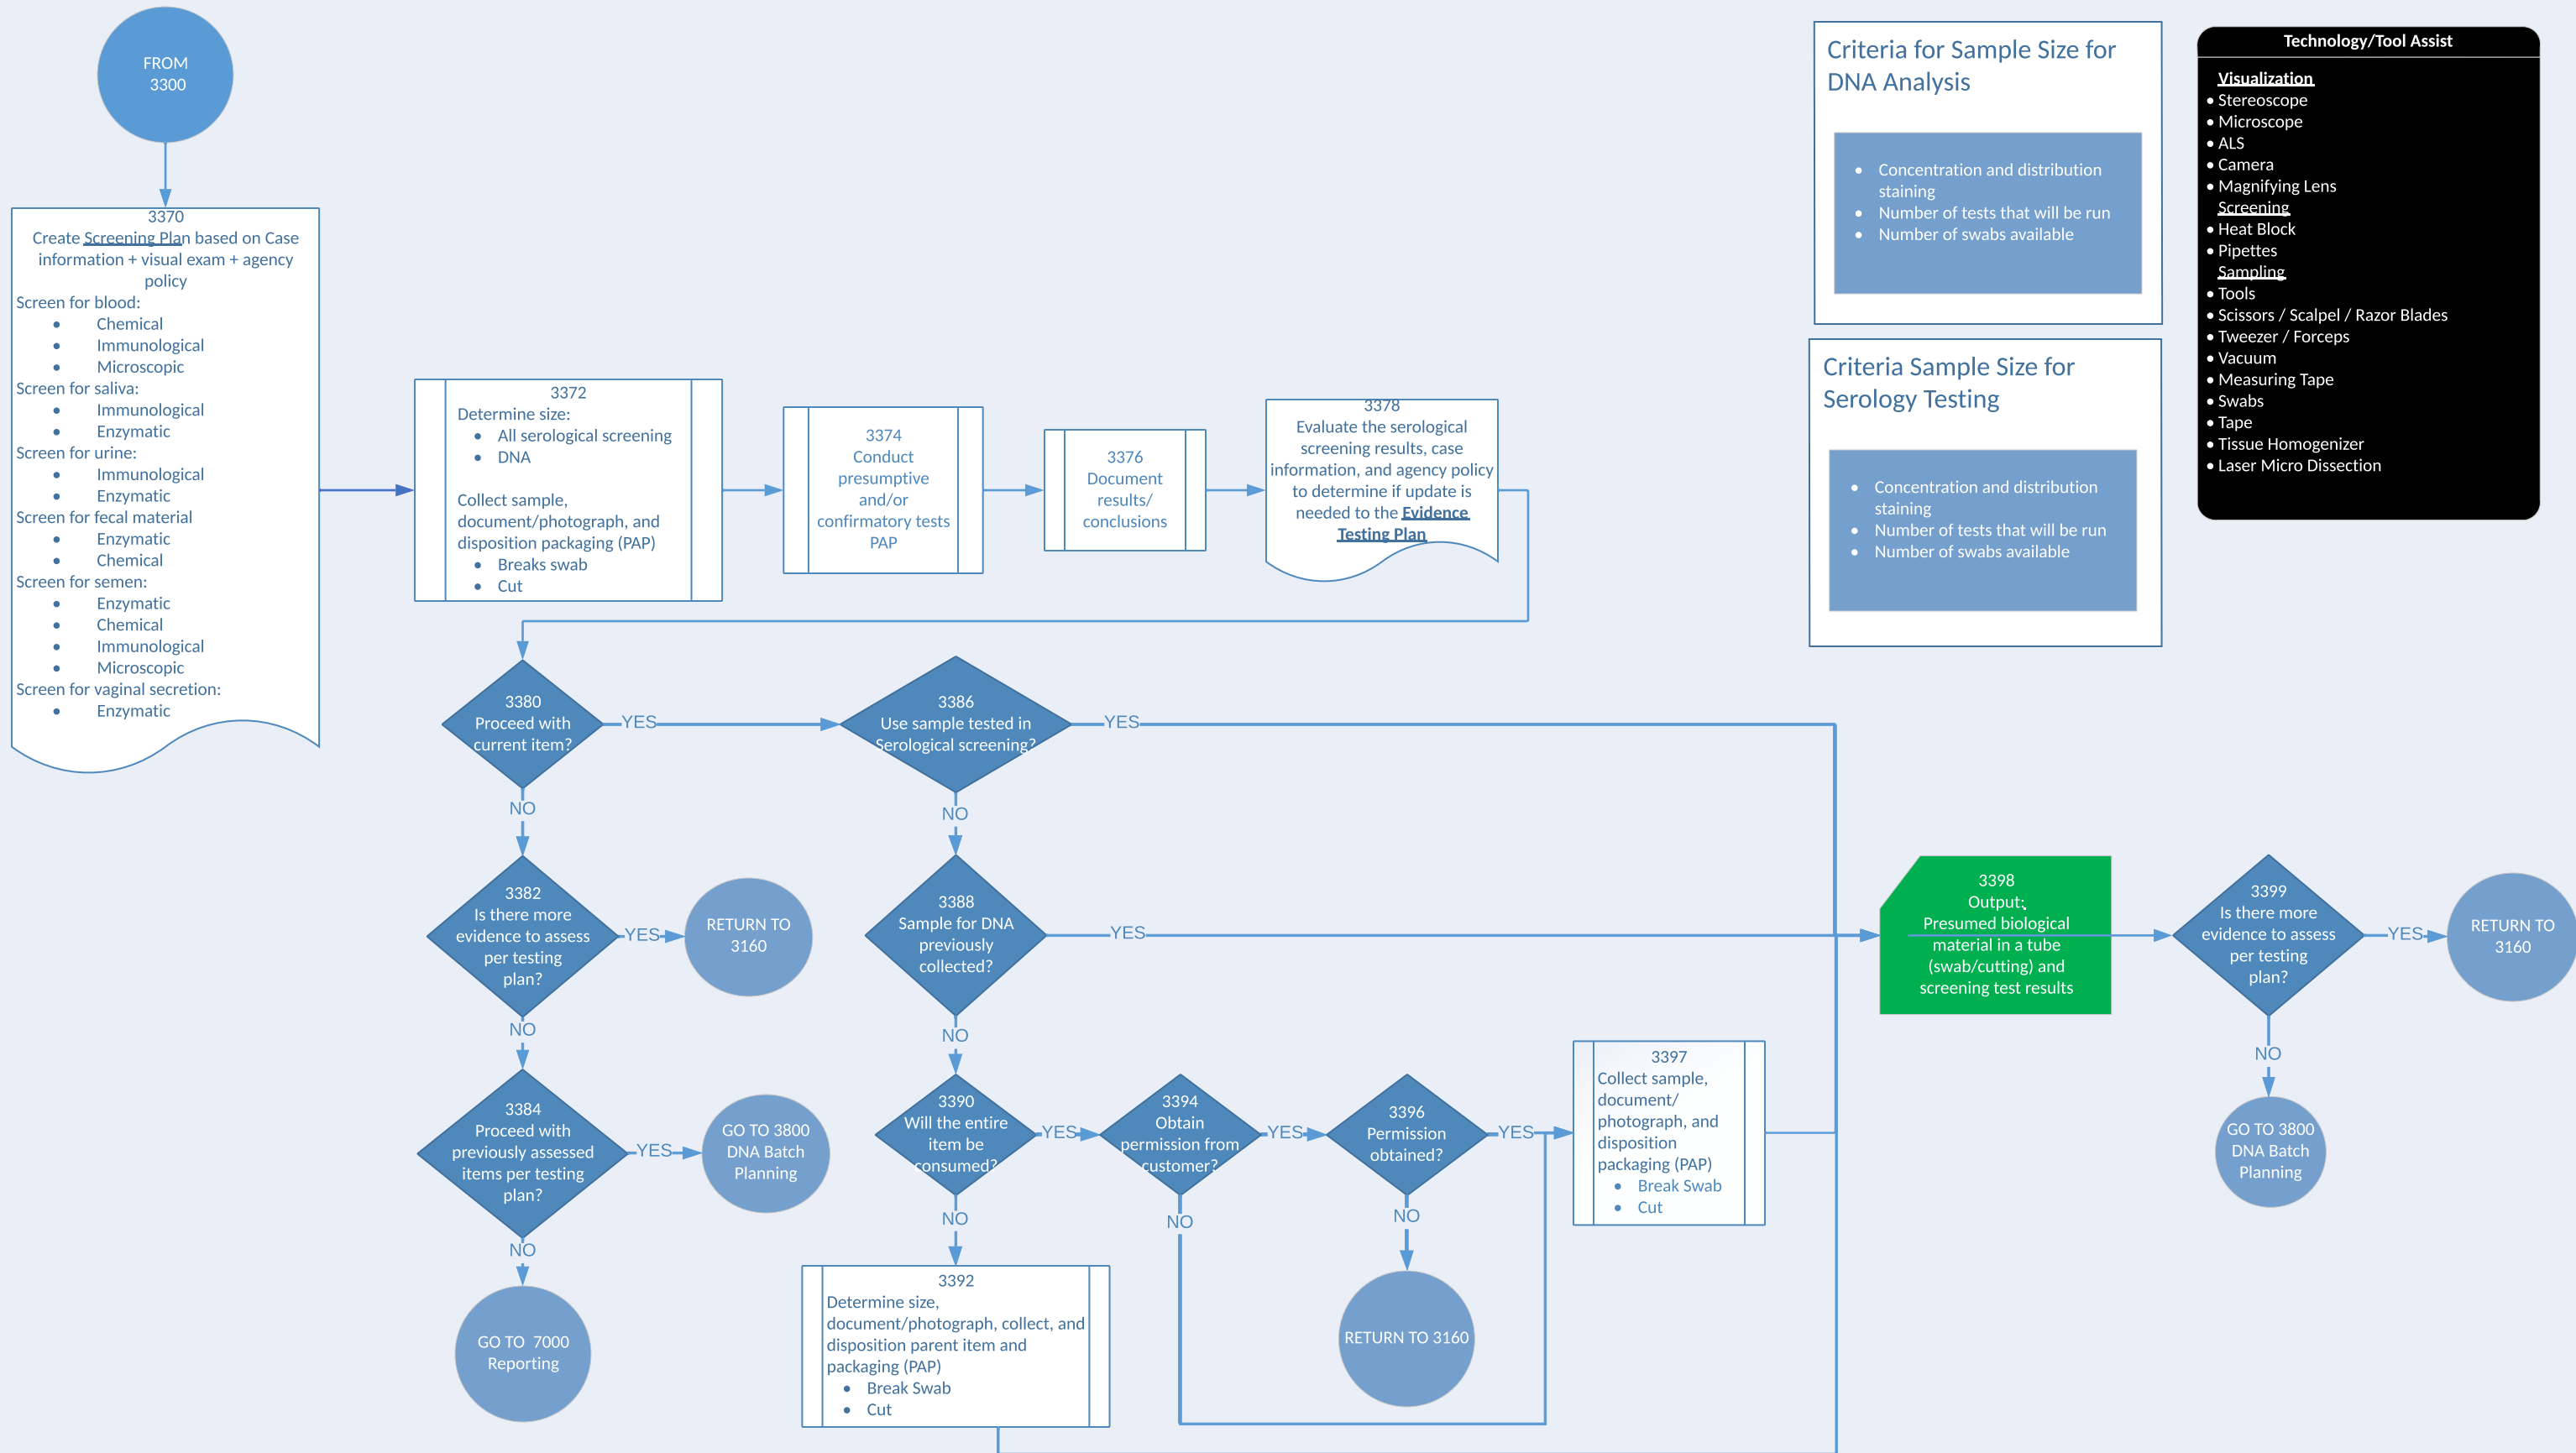 FROM
3300
3370
Create Screening Plan based on Case
information + visual exam + agency
policy
Screen for blood:
• Chemical
• Immunological
• Microscopic
Screen for saliva:
• Immunological
• Enzymatic
Screen for urine:
• Immunological
• Enzymatic
Screen for fecal material
• Enzymatic
• Chemical
Screen for semen:
• Enzymatic
• Chemical
• Immunological
• Microscopic
Screen for vaginal secretion:
• Enzymatic
3372
Determine size:
• All serological screening
• DNA
Collect sample,
document/photograph, and
disposition packaging (PAP)
• Breaks swab
• Cut
3374
Conduct
presumptive
and/or
confirmatory tests
PAP
3376
Document
results/
conclusions
3378
Evaluate the serological
screening results, case
information, and agency policy
to determine if update is
needed to the Evidence
Testing Plan
Criteria for Sample Size for
DNA Analysis
• Concentration and distribution
staining
• Number of tests that will be run
• Number of swabs available
Criteria Sample Size for
Serology Testing
• Concentration and distribution
staining
• Number of tests that will be run
• Number of swabs available
Technology/Tool Assist
Visualization
• Stereoscope
• Microscope
• ALS
• Camera
• Magnifying Lens
Screening
• Heat Block
• Pipettes
Sampling
• Tools
• Scissors / Scalpel / Razor Blades
• Tweezer / Forceps
• Vacuum
• Measuring Tape
• Swabs
• Tape
• Tissue Homogenizer
• Laser Micro Dissection
3380
Proceed with
current item?
YES
NO
3386
Use sample tested in
Serological screening?
YES
NO
3382
Is there more
evidence to assess
per testing
plan?
YES
RETURN TO
3160
NO
3388
Sample for DNA
previously
collected?
YES
NO
3398
Output:
Presumed biological
material in a tube
(swab/cutting) and
screening test results
3399
Is there more
evidence to assess
per testing
plan?
YES
RETURN TO
3160
NO
GO TO 3800
DNA Batch
Planning
3384
Proceed with
previously assessed
items per testing
plan?
YES
GO TO 3800
DNA Batch
Planning
NO
GO TO 7000
Reporting
3390
Will the entire
item be
consumed?
YES
NO
3394
Obtain
permission from
customer?
YES
NO
3396
Permission
obtained?
YES
NO
RETURN TO 3160
3397
Collect sample,
document/
photograph, and
disposition
packaging (PAP)
• Break Swab
• Cut
3392
Determine size,
document/photograph, collect, and
disposition parent item and
packaging (PAP)
• Break Swab
• Cut